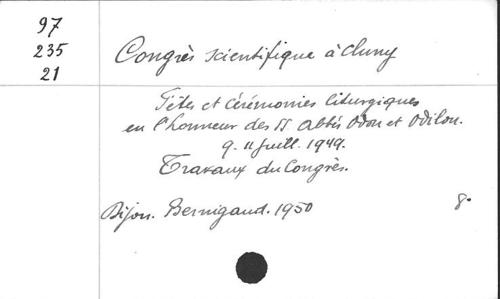 97
235
21
Congrès scientifique à Cluny
Fêtes et cérémonies liturgiques
en l'honneur des SS Abbés Odon et Odilon.
9. 11 Juill. 1949.
Travaux du Congrès.
Dijon. Bernigaud. 1950
8°